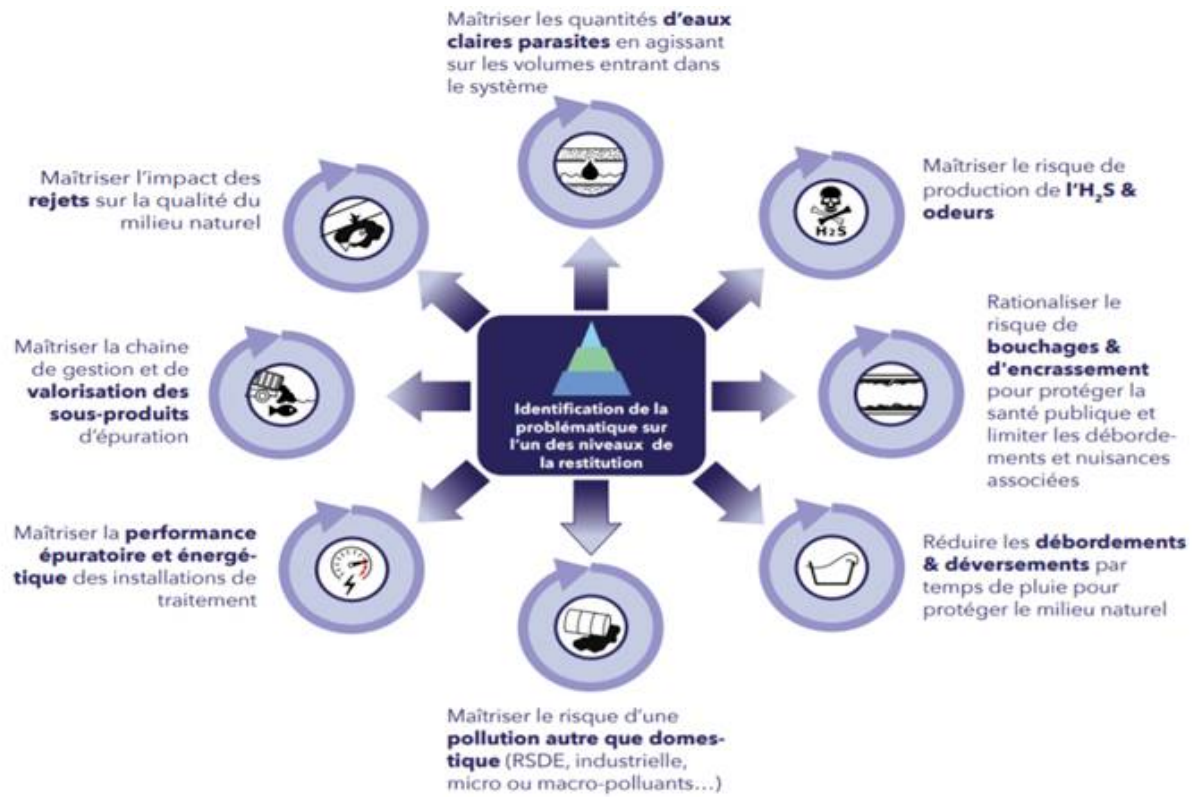 Maîtriser les quantités d'eaux
claires parasites en agissant
sur les volumes entrant dans
le système
Maîtriser l'impact des
rejets sur la qualité du
milieu naturel
H2S
Maîtriser le risque de
production de l'H₂S &
odeurs
Maîtriser la chaine
de gestion et de
valorisation des
sous-produits
d'épuration
Identification de la
problématique sur
l'un des niveaux de
la restitution
Rationaliser le
risque de
bouchages &
d'encrassement
pour protéger la
santé publique et
limiter les déborde-
ments et nuisances
associées
Maîtriser la performance
épuratoire et énergé-
tique des installations de
traitement
Réduire les débordements
& déversements par
temps de pluie pour
protéger le milieu naturel
Maîtriser le risque d'une
pollution autre que domes-
tique (RSDE, industrielle,
micro ou macro-polluants...)